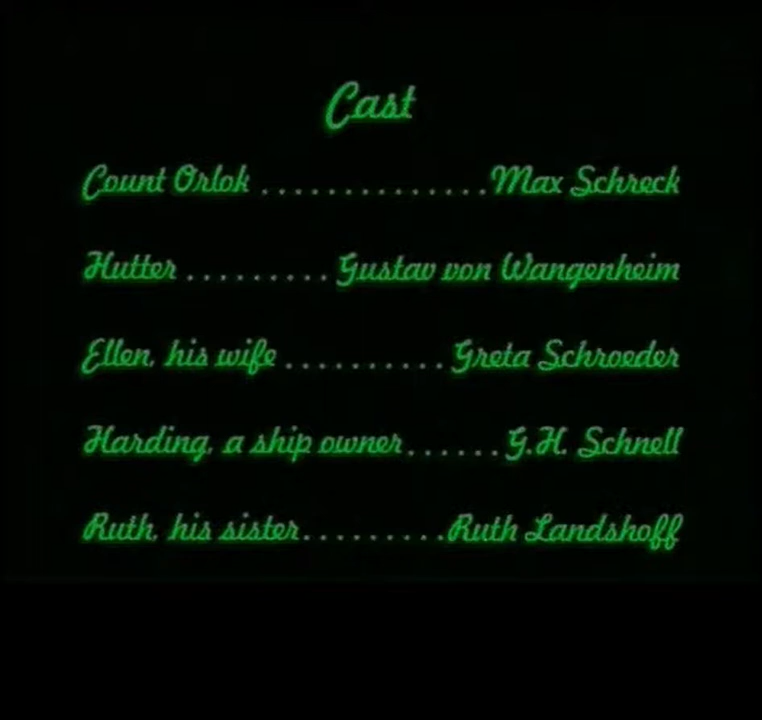 Cast
Count Orlok ..............Max Schreck
Hutter ......... Gustav von Wangenheim
Ellen, his wife .......... Greta Schroeder
Harding, a ship owner...... G.H. Schnell
Ruth, his sister.........Ruth Landshoff